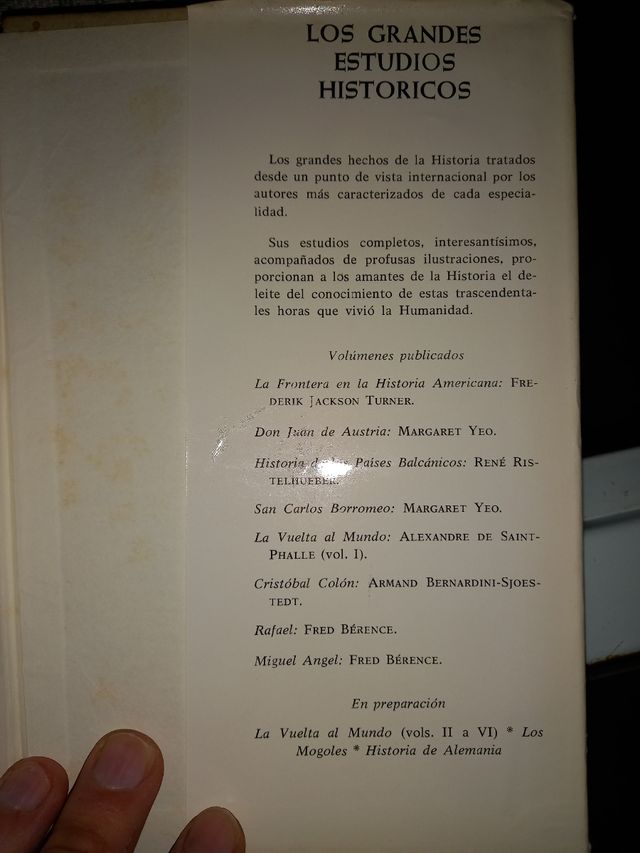 LOS GRANDES
ESTUDIOS
HISTORICOS
Los grandes hechos de la Historia tratados
desde un punto de vista internacional por los
autores más caracterizados de cada especia-
lidad.
Sus estudios completos, interesantísimos,
acompañados de profusas ilustraciones, pro-
porcionan a los amantes de la Historia el de-
leite del conocimiento de estas trascendenta-
les horas que vivió la Humanidad.
Volúmenes publicados
La Frontera en la Historia Americana: FRE-
DERIK JACKSON TURNER.
Don Juan de Austria: MARGARET YEO.
Historia de los Países Balcánicos: RENÉ RIS-
TELHUEBER.
San Carlos Borromeo: MARGARET YEO.
La Vuelta al Mundo: ALEXANDRE DE SAINT-
PHALLE (vol. I).
Cristóbal Colón: ARMAND BERNARDINI-SJOES-
TEDT.
Rafael: FRED BÉRENCE.
Miguel Angel: FRED BÉRENCE.
En preparación
La Vuelta al Mundo (vols. II a VI) * Los
Mogoles * Historia de Alemania